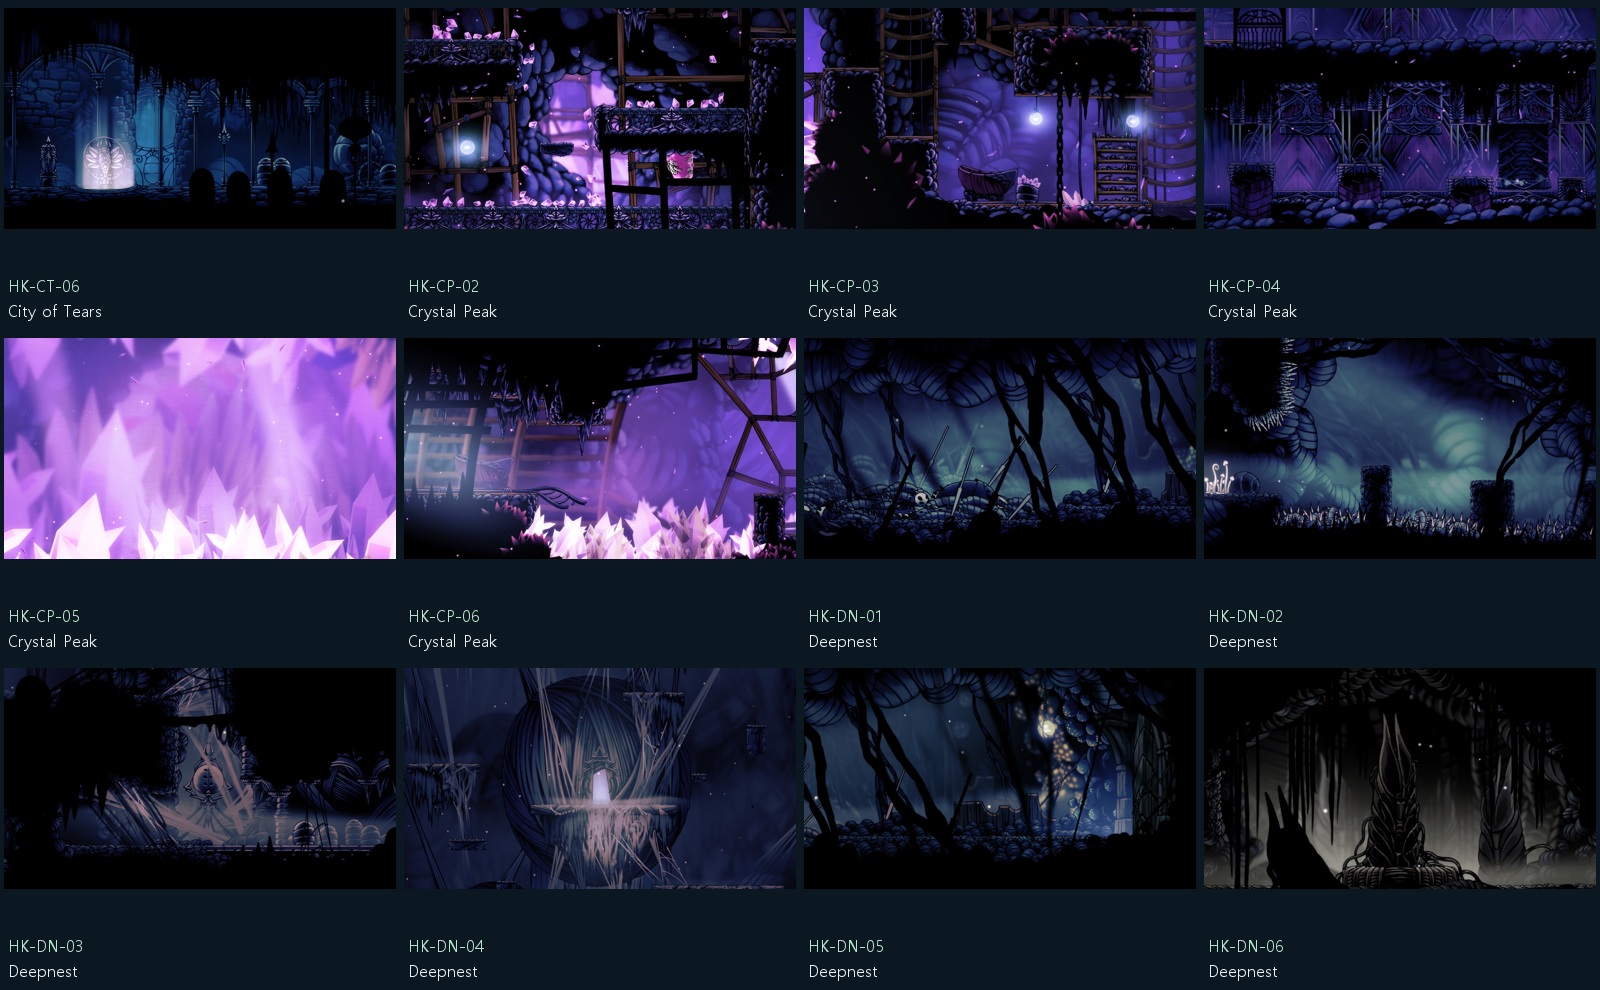 HK-CT-06
City of Tears
HK-CP-02
Crystal Peak
HK-CP-03
Crystal Peak
HK-CP-04
Crystal Peak
HK-CP-05
Crystal Peak
HK-CP-06
Crystal Peak
HK-DN-01
Deepnest
HK-DN-02
Deepnest
HK-DN-03
Deepnest
HK-DN-04
Deepnest
HK-DN-05
Deepnest
HK-DN-06
Deepnest